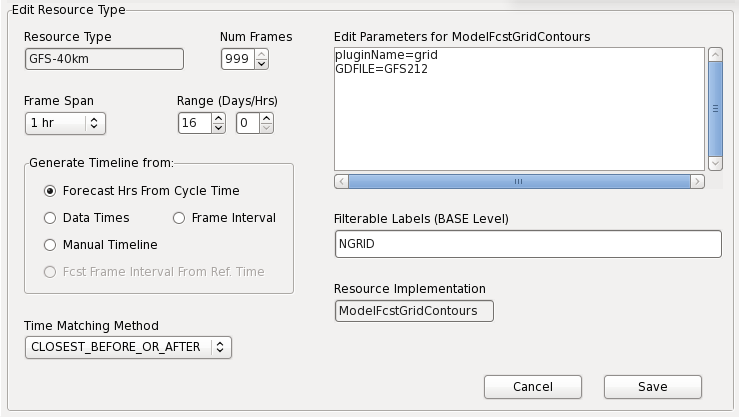 Edit Resource Type
Resource Type
GFS-40km
Num Frames
999
Frame Span
1 hr
Range (Days/Hrs)
16
0
Generate Timeline from:
Forecast Hrs From Cycle Time
Data Times
Frame Interval
Manual Timeline
Fcst Frame Interval From Ref. Time
Time Matching Method
CLOSEST_BEFORE_OR_AFTER
Edit Parameters for ModelFcstGridContours
pluginName=grid
GDFILE=GFS212
Filterable Labels (BASE Level)
NGRID
Resource Implementation
ModelFcstGridContours
Cancel
Save